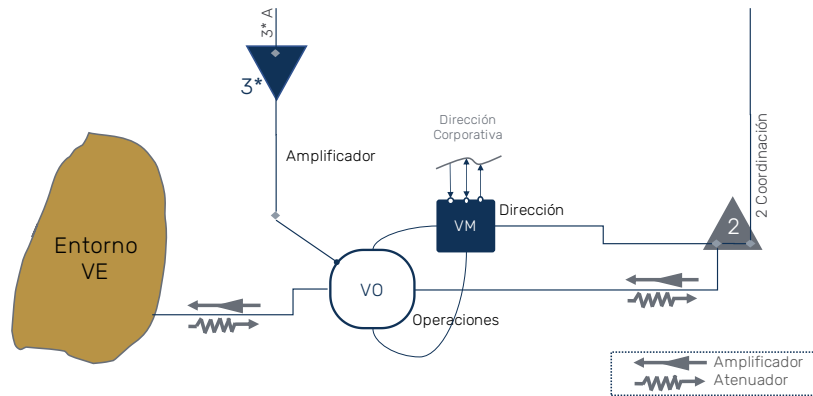 3* A
3*
Dirección
Corporativa
Amplificador
2 Coordinación
Dirección
VM
2
Entorno
VE
VO
Operaciones
Amplificador
Atenuador